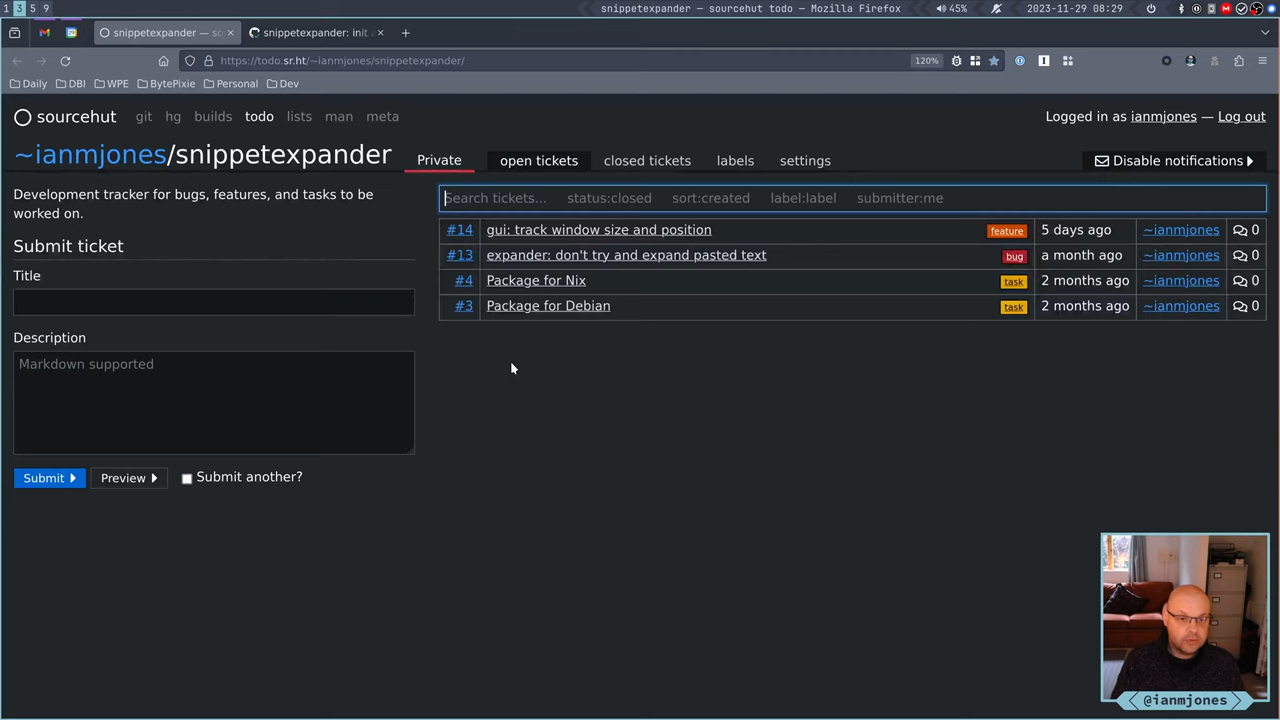 1 3 5 9
snippetexpander — sourcehut todo — Mozilla Firefox
45%
2023-11-29 08:29
snippetexpander — so
snippetexpander: init
https://todo.sr.ht/~ianmjones/snippetexpander/
120%
Daily
DBI
WPE
BytePixie
Personal
Dev
sourcehut git hg builds todo lists man meta
Logged in as ianmjones — Log out
~ianmjones/snippetexpander
Private
open tickets
closed tickets
labels
settings
Disable notifications
Development tracker for bugs, features, and tasks to
be worked on.
Submit ticket
Title
Description
Markdown supported
Submit
Preview
Submit another?
Search tickets... status:closed sort:created label:label submitter:me
#14 gui: track window size and position feature 5 days ago ~ianmjones 0
#13 expander: don't try and expand pasted text bug a month ago ~ianmjones 0
#4 Package for Nix task 2 months ago ~ianmjones 0
#3 Package for Debian task 2 months ago ~ianmjones 0
@ianmjones